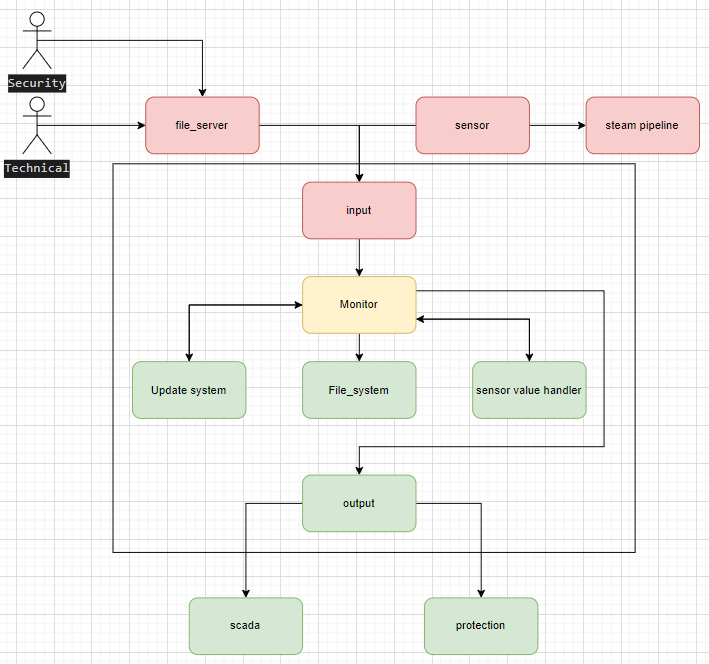 Security
Technical
file_server
sensor
steam pipeline
input
Monitor
Update system
File_system
sensor value handler
output
scada
protection